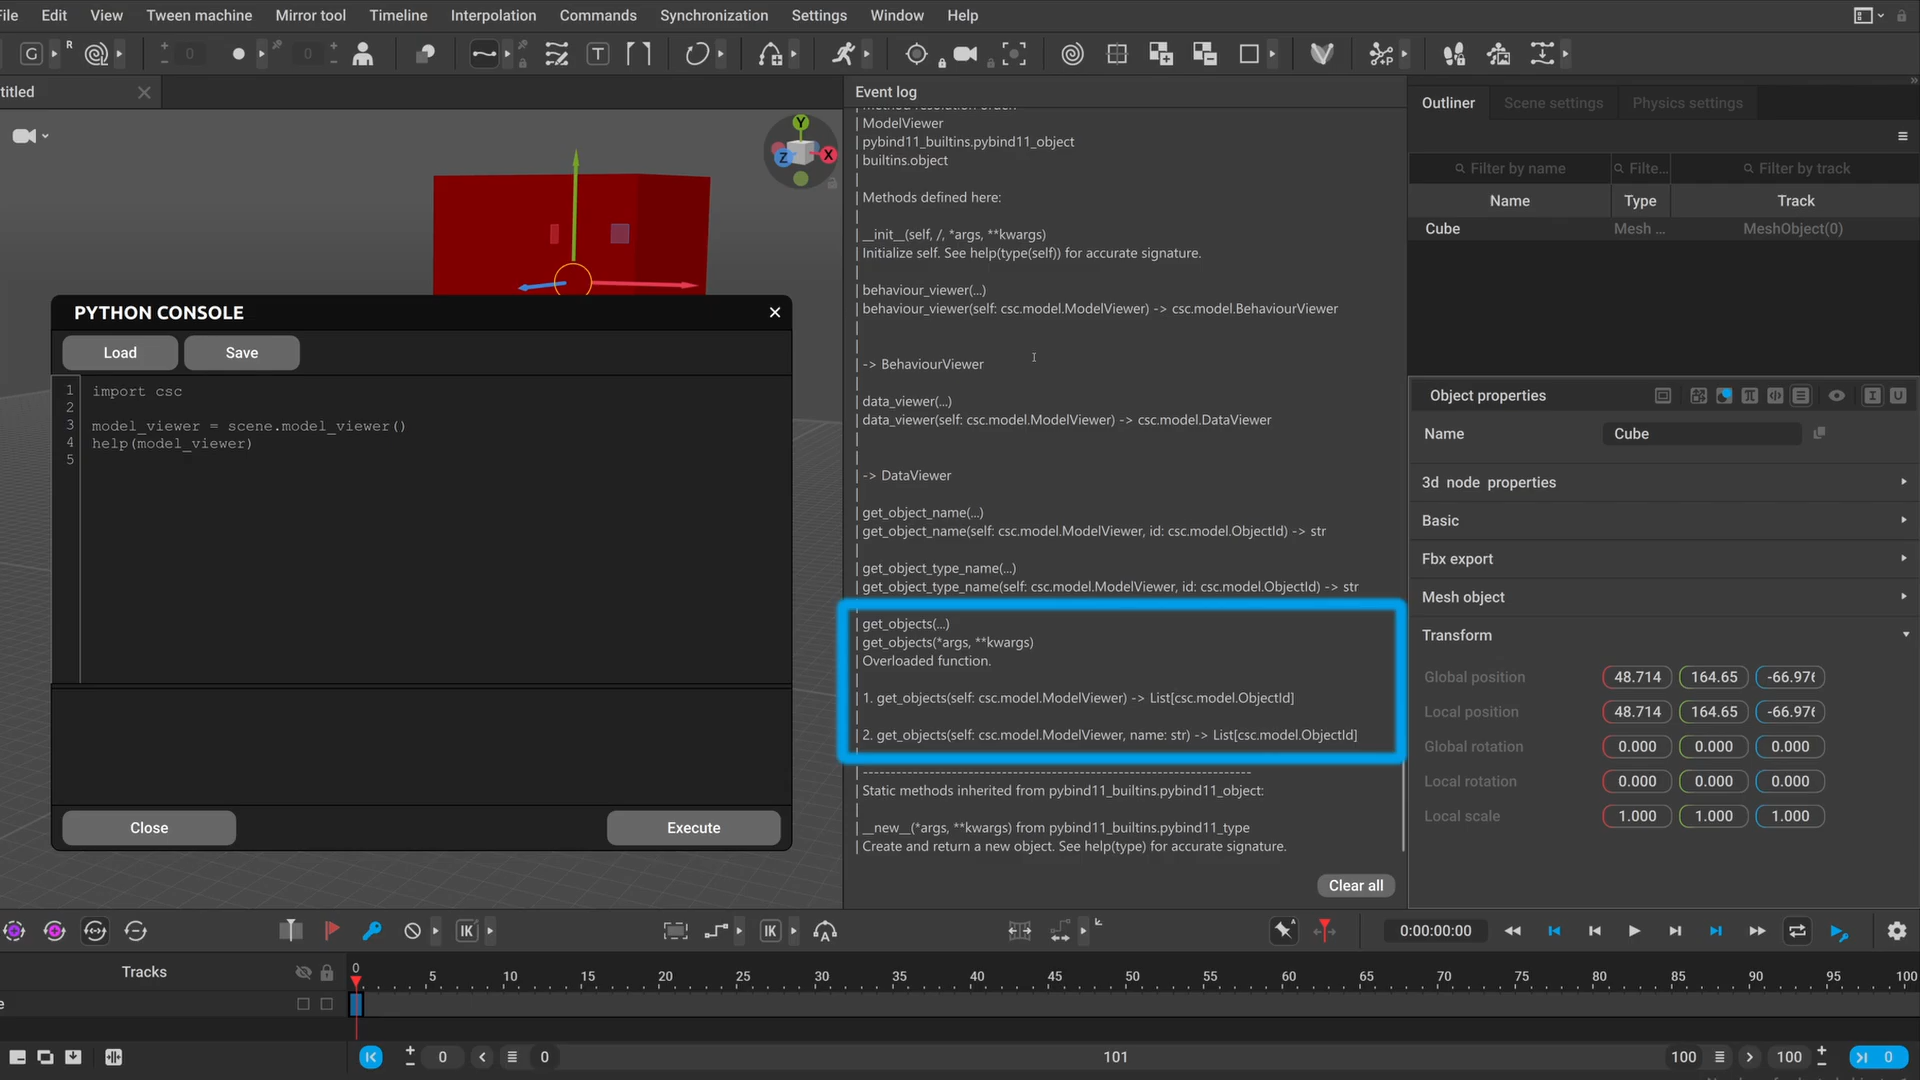 File Edit View Tween machine Mirror tool Timeline Interpolation Commands Synchronization Settings Window Help
G R 0 0 T
titled
Event log
Outliner Scene settings Physics settings
Method resolution order:
| ModelViewer
| pybind11_builtins.pybind11_object
| builtins.object
|
| Methods defined here:
|
| __init__(self, /, *args, **kwargs)
| Initialize self. See help(type(self)) for accurate signature.
|
| behaviour_viewer(...)
| behaviour_viewer(self: csc.model.ModelViewer) -> csc.model.BehaviourViewer
|
|
| -> BehaviourViewer
|
| data_viewer(...)
| data_viewer(self: csc.model.ModelViewer) -> csc.model.DataViewer
|
|
| -> DataViewer
|
| get_object_name(...)
| get_object_name(self: csc.model.ModelViewer, id: csc.model.ObjectId) -> str
|
| get_object_type_name(...)
| get_object_type_name(self: csc.model.ModelViewer, id: csc.model.ObjectId) -> str
|
| get_objects(...)
| get_objects(*args, **kwargs)
| Overloaded function.
|
| 1. get_objects(self: csc.model.ModelViewer) -> List[csc.model.ObjectId]
|
| 2. get_objects(self: csc.model.ModelViewer, name: str) -> List[csc.model.ObjectId]
|
| ----------------------------------------------------------------------
| Static methods inherited from pybind11_builtins.pybind11_object:
|
| __new__(*args, **kwargs) from pybind11_builtins.pybind11_type
| Create and return a new object. See help(type) for accurate signature.
Clear all
Y
Z X
PYTHON CONSOLE
Load Save
1 import csc
2
3 model_viewer = scene.model_viewer()
4 help(model_viewer)
5
Close Execute
Filter by name Filte... Filter by track
Name Type Track
Cube Mesh ... MeshObject(0)
Object properties
Name Cube
3d node properties
Basic
Fbx export
Mesh object
Transform
Global position 48.714 164.65 -66.976
Local position 48.714 164.65 -66.976
Global rotation 0.000 0.000 0.000
Local rotation 0.000 0.000 0.000
Local scale 1.000 1.000 1.000
IK IK A A 0:00:00:00
Tracks
0 5 10 15 20 25 30 35 40 45 50 55 60 65 70 75 80 85 90 95 100
e
0 0 101 100 100 0